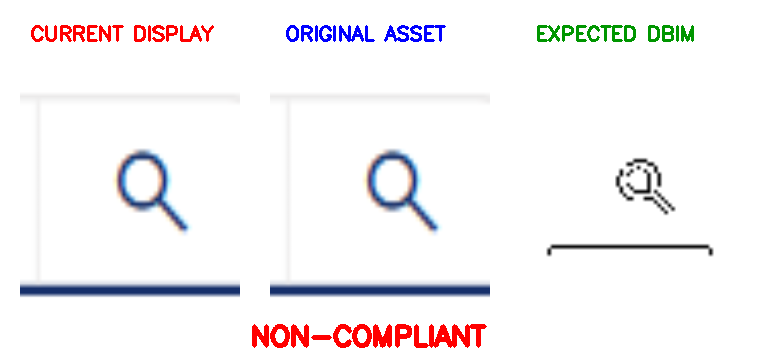 CURRENT DISPLAY
ORIGINAL ASSET
EXPECTED DBIM
NON-COMPLIANT